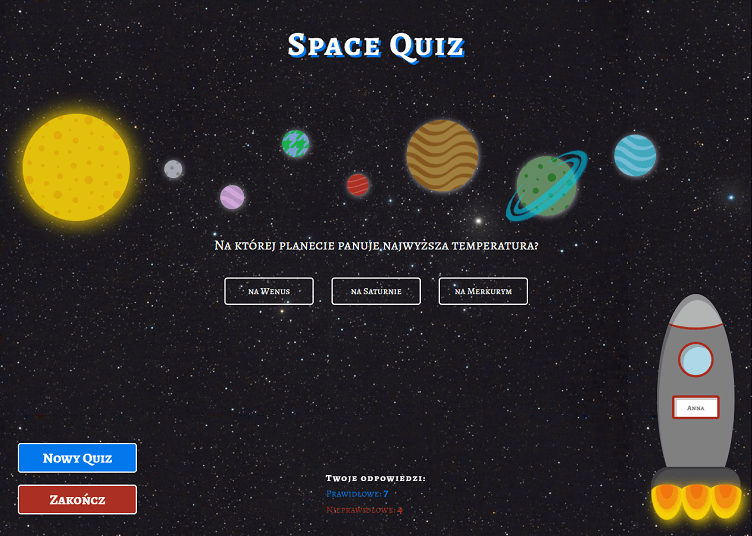 Space Quiz
Na której planecie panuje najwyższa temperatura?
na Wenus
na Saturnie
na Merkurym
Anna
Nowy Quiz
Zakończ
Twoje odpowiedzi:
Prawidłowe: 7
Nieprawidłowe: 4